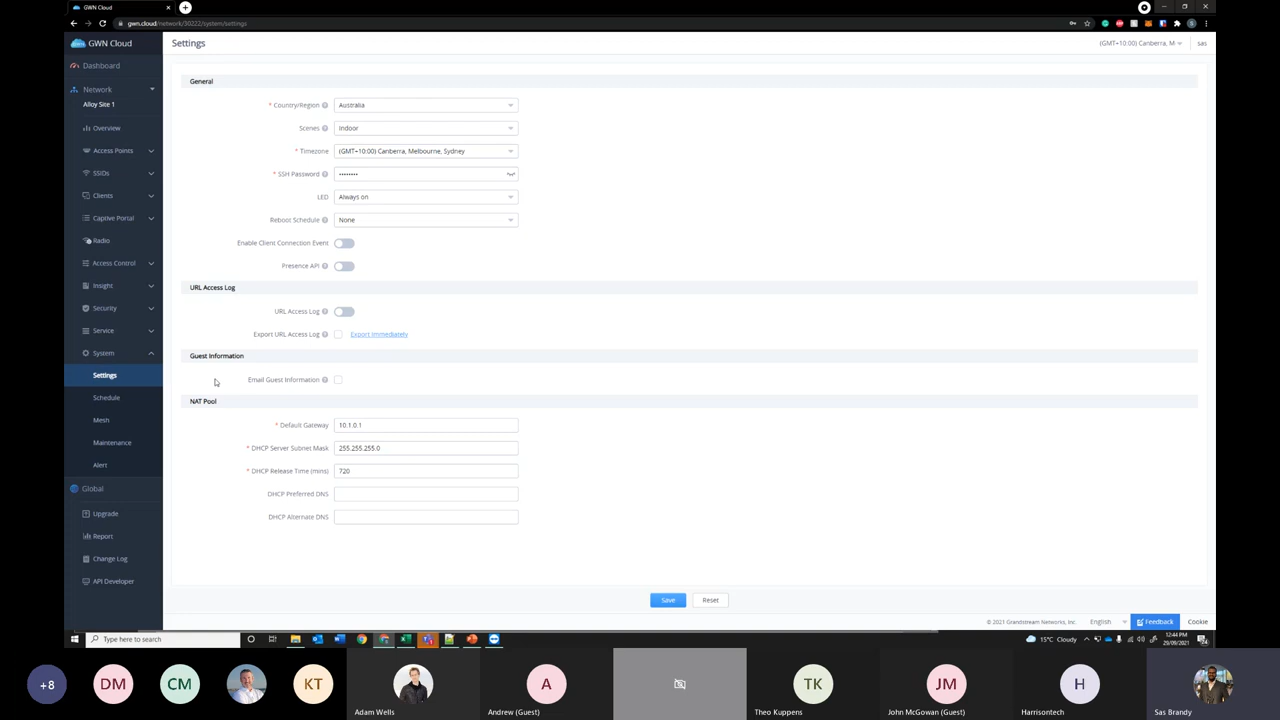 GWN Cloud
gwn.cloud/network/30222/system/settings
GWN Cloud
Settings
(GMT+10:00) Canberra, M
sas
Dashboard
Network
Alloy Site 1
Overview
Access Points
SSIDs
Clients
Captive Portal
Radio
Access Control
Insight
Security
Service
System
Settings
Schedule
Mesh
Maintenance
Alert
Global
Upgrade
Report
Change Log
API Developer
General
* Country/Region Australia
Scenes Indoor
* Timezone (GMT+10:00) Canberra, Melbourne, Sydney
* SSH Password ••••••••
LED Always on
Reboot Schedule None
Enable Client Connection Event
Presence API
URL Access Log
URL Access Log
Export URL Access Log Export Immediately
Guest Information
Email Guest Information
NAT Pool
* Default Gateway 10.1.0.1
* DHCP Server Subnet Mask 255.255.255.0
* DHCP Release Time (mins) 720
DHCP Preferred DNS
DHCP Alternate DNS
Save Reset
© 2021 Grandstream Networks, Inc. English Feedback Cookie
Type here to search
15°C Cloudy
12:44 PM
29/09/2021
+8 DM CM KT A TK JM H
Adam Wells Andrew (Guest) Theo Kuppens John McGowan (Guest) Harrisontech Sas Brandy